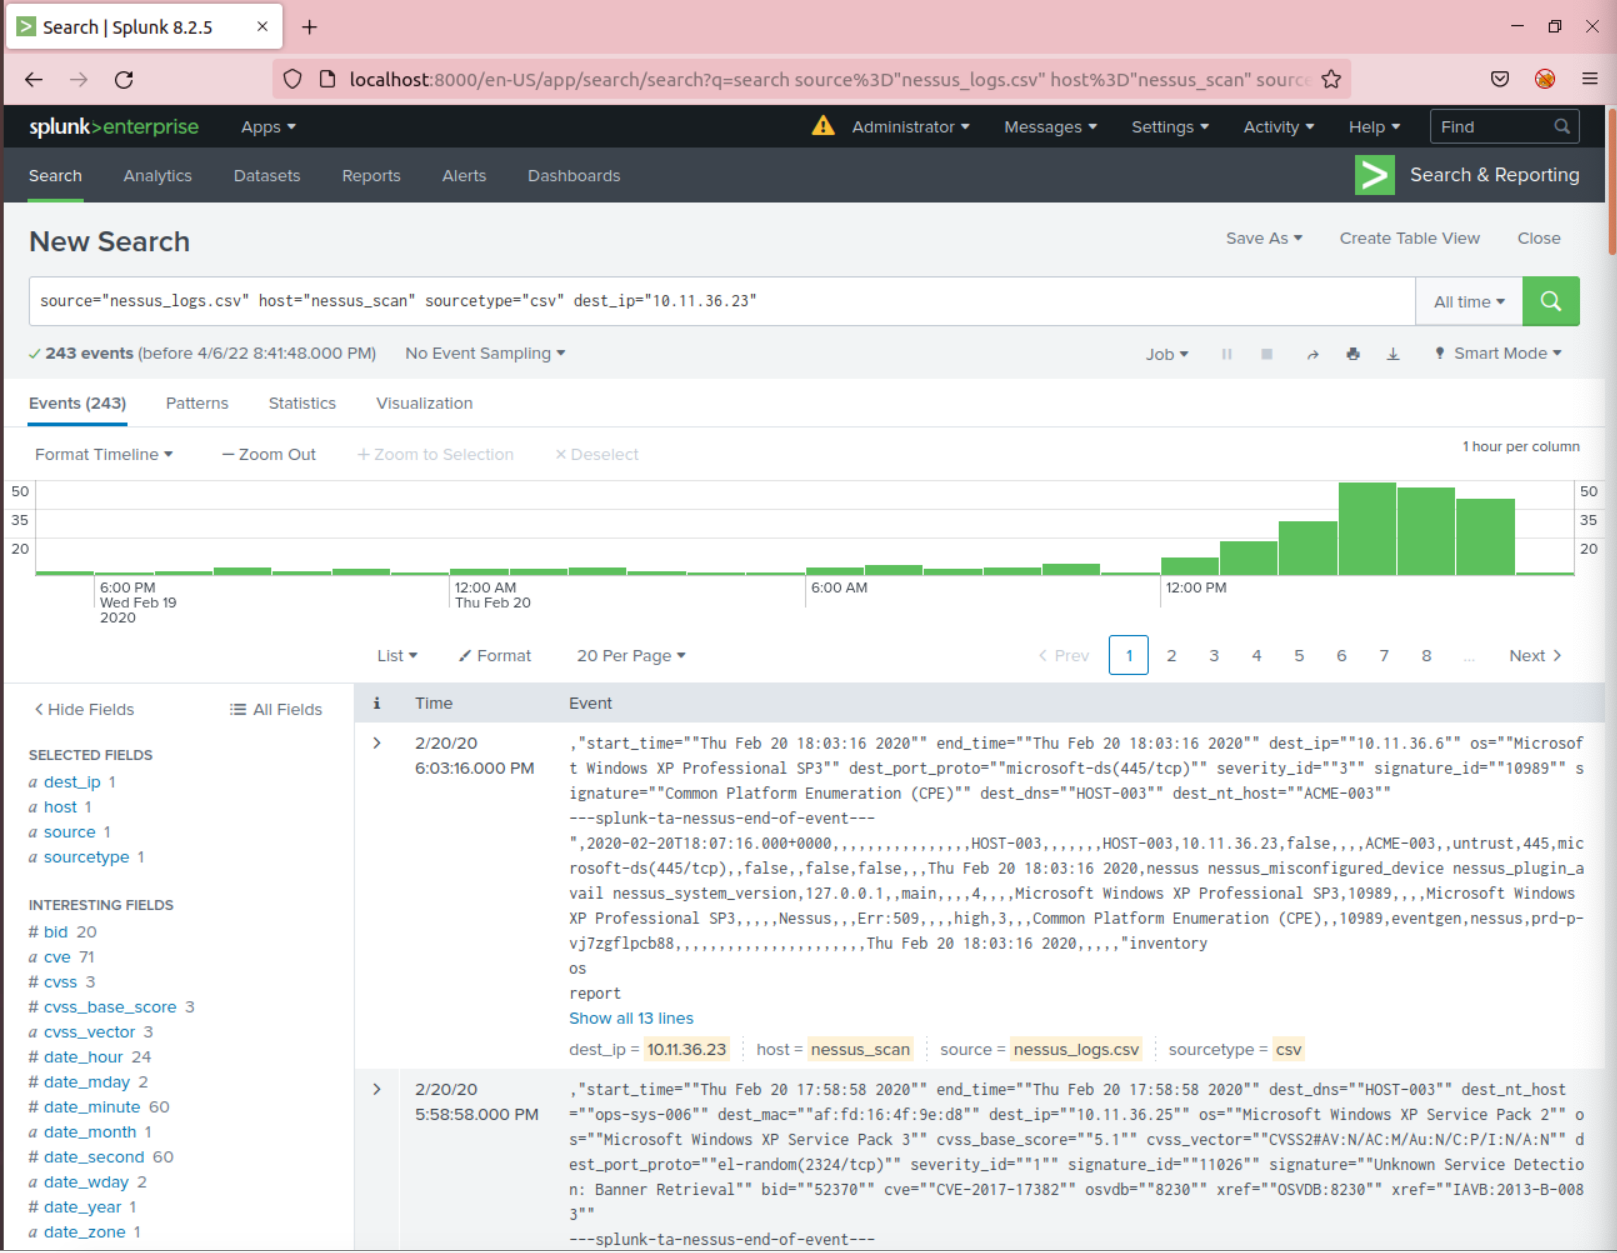 Search | Splunk 8.2.5
localhost:8000/en-US/app/search/search?q=search source%3D"nessus_logs.csv" host%3D"nessus_scan" source
splunk>enterprise Apps Administrator Messages Settings Activity Help Find
Search Analytics Datasets Reports Alerts Dashboards Search & Reporting
New Search Save As Create Table View Close
source="nessus_logs.csv" host="nessus_scan" sourcetype="csv" dest_ip="10.11.36.23" All time
243 events (before 4/6/22 8:41:48.000 PM) No Event Sampling Job Smart Mode
Events (243) Patterns Statistics Visualization
Format Timeline — Zoom Out + Zoom to Selection × Deselect 1 hour per column
50 50
35 35
20 20
6:00 PM 12:00 AM 6:00 AM 12:00 PM
Wed Feb 19 Thu Feb 20
2020
List Format 20 Per Page < Prev 1 2 3 4 5 6 7 8 ... Next >
< Hide Fields All Fields
SELECTED FIELDS
a dest_ip 1
a host 1
a source 1
a sourcetype 1
INTERESTING FIELDS
# bid 20
a cve 71
# cvss 3
# cvss_base_score 3
a cvss_vector 3
# date_hour 24
# date_mday 2
# date_minute 60
a date_month 1
# date_second 60
a date_wday 2
# date_year 1
a date_zone 1
i Time Event
> 2/20/20
6:03:16.000 PM
,"start_time=""Thu Feb 20 18:03:16 2020"" end_time=""Thu Feb 20 18:03:16 2020"" dest_ip=""10.11.36.6"" os=""Microsof
t Windows XP Professional SP3"" dest_port_proto=""microsoft-ds(445/tcp)"" severity_id=""3"" signature_id=""10989"" s
ignature=""Common Platform Enumeration (CPE)"" dest_dns=""HOST-003"" dest_nt_host=""ACME-003""
---splunk-ta-nessus-end-of-event---
",2020-02-20T18:07:16.000+0000,,,,,,,,,,,,,,,,HOST-003,,,,,,,HOST-003,10.11.36.23,false,,,,ACME-003,,untrust,445,mic
rosoft-ds(445/tcp),,false,,false,false,,,Thu Feb 20 18:03:16 2020,nessus nessus_misconfigured_device nessus_plugin_a
vail nessus_system_version,127.0.0.1,,main,,,,4,,,,Microsoft Windows XP Professional SP3,10989,,,,Microsoft Windows
XP Professional SP3,,,,,Nessus,,,Err:509,,,,high,3,,,Common Platform Enumeration (CPE),,10989,eventgen,nessus,prd-p-
vj7zgflpcb88,,,,,,,,,,,,,,,,,,,,,,Thu Feb 20 18:03:16 2020,,,,,"inventory
os
report
Show all 13 lines
dest_ip = 10.11.36.23 host = nessus_scan source = nessus_logs.csv sourcetype = csv
> 2/20/20
5:58:58.000 PM
,"start_time=""Thu Feb 20 17:58:58 2020"" end_time=""Thu Feb 20 17:58:58 2020"" dest_dns=""HOST-003"" dest_nt_host
=""ops-sys-006"" dest_mac=""af:fd:16:4f:9e:d8"" dest_ip=""10.11.36.25"" os=""Microsoft Windows XP Service Pack 2"" o
s=""Microsoft Windows XP Service Pack 3"" cvss_base_score=""5.1"" cvss_vector=""CVSS2#AV:N/AC:M/Au:N/C:P/I:N/A:N"" d
est_port_proto=""el-random(2324/tcp)"" severity_id=""1"" signature_id=""11026"" signature=""Unknown Service Detectio
n: Banner Retrieval"" bid=""52370"" cve=""CVE-2017-17382"" osvdb=""8230"" xref=""OSVDB:8230"" xref=""IAVB:2013-B-008
3""
---splunk-ta-nessus-end-of-event---